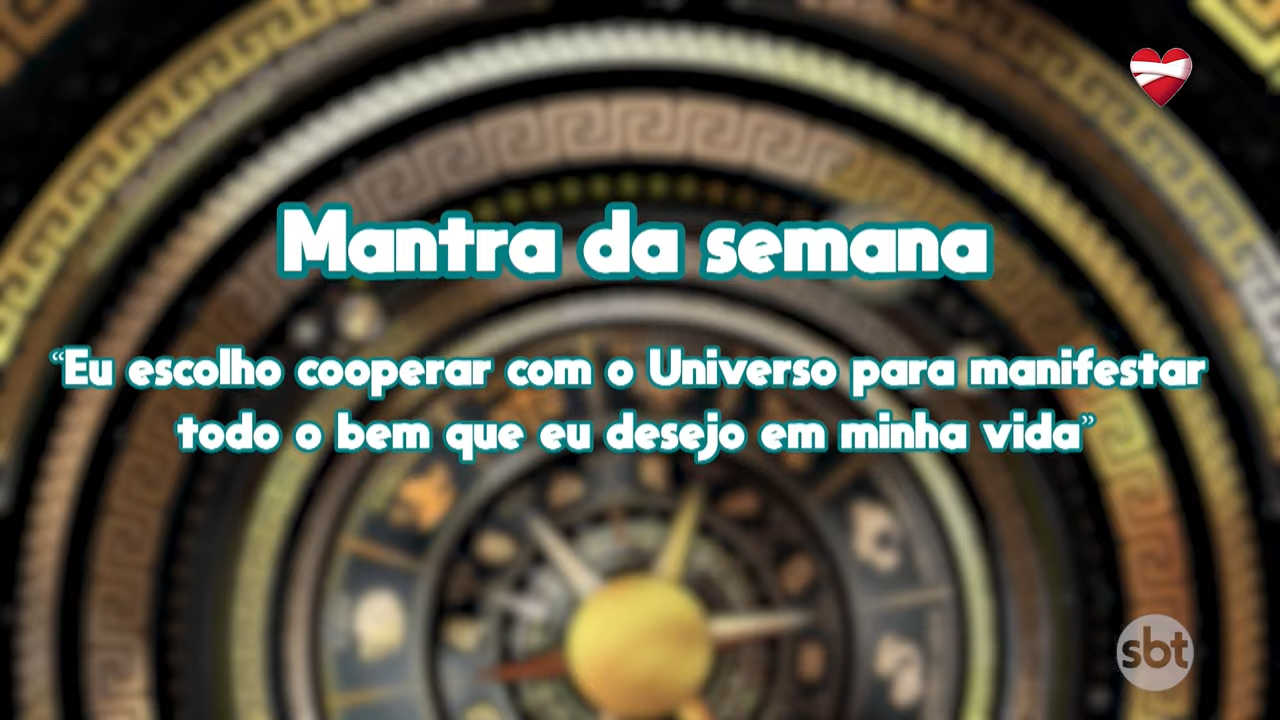 Mantra da semana
“Eu escolho cooperar com o Universo para manifestar
todo o bem que eu desejo em minha vida”
sbt